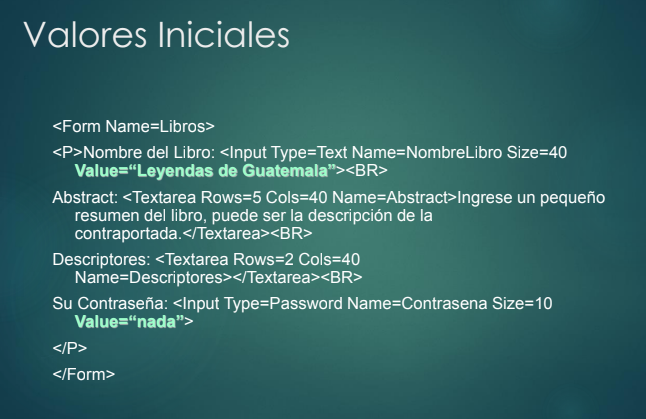 Valores Iniciales
<Form Name=Libros>
<P>Nombre del Libro: <Input Type=Text Name=NombreLibro Size=40
Value=“Leyendas de Guatemala”><BR>
Abstract: <Textarea Rows=5 Cols=40 Name=Abstract>Ingrese un pequeño
resumen del libro, puede ser la descripción de la
contraportada.</Textarea><BR>
Descriptores: <Textarea Rows=2 Cols=40
Name=Descriptores></Textarea><BR>
Su Contraseña: <Input Type=Password Name=Contrasena Size=10
Value=“nada”>
</P>
</Form>